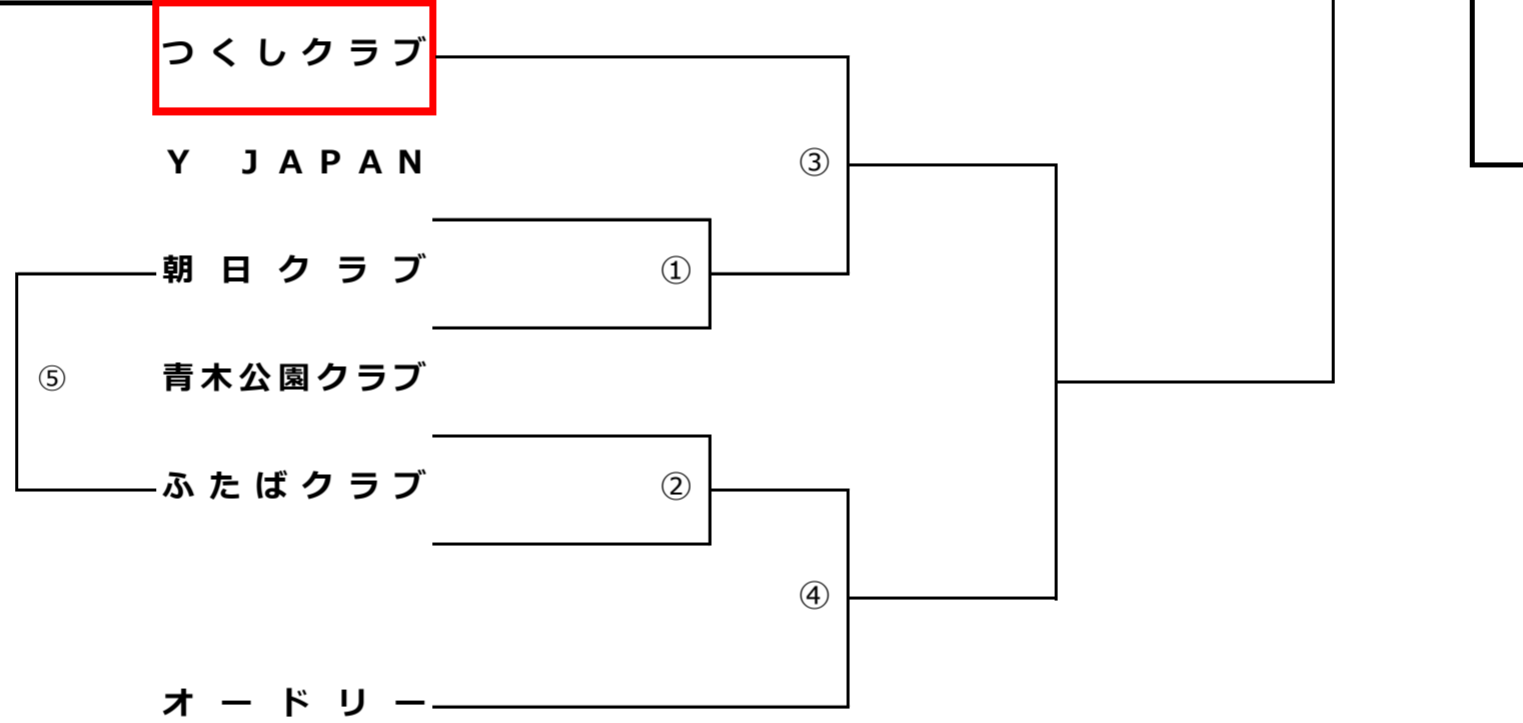 つくしクラブ
Y JAPAN
③
朝日クラブ
①
青木公園クラブ
⑤
ふたばクラブ
②
④
オードリー